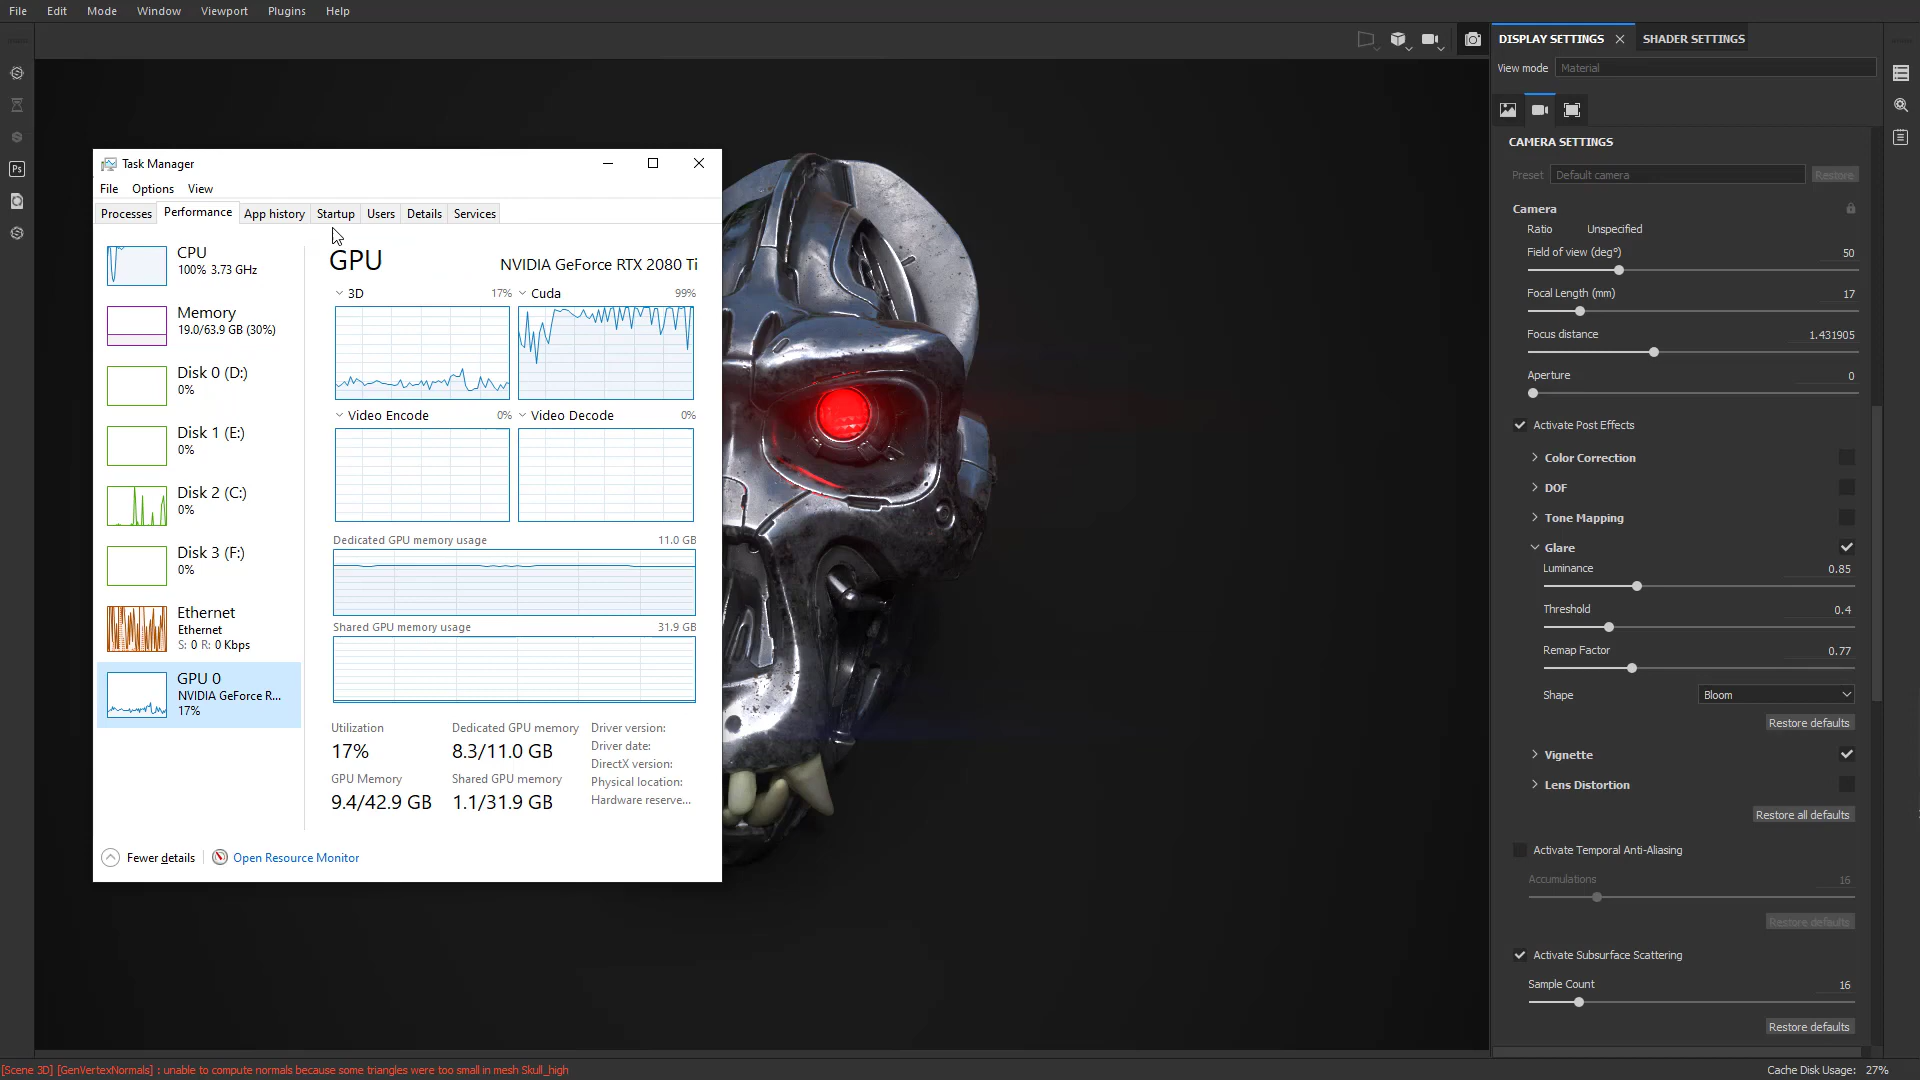 File Edit Mode Window Viewport Plugins Help
DISPLAY SETTINGS SHADER SETTINGS
View mode Material
CAMERA SETTINGS
Preset Default camera Restore
Camera
Ratio Unspecified
Field of view (deg°) 50
Focal Length (mm) 17
Focus distance 1.431905
Aperture 0
Activate Post Effects
Color Correction
DOF
Tone Mapping
Glare
Luminance 0.85
Threshold 0.4
Remap Factor 0.77
Shape Bloom
Restore defaults
Vignette
Lens Distortion
Restore all defaults
Activate Temporal Anti-Aliasing
Accumulations 16
Restore defaults
Activate Subsurface Scattering
Sample Count 16
Restore defaults
Ps
Task Manager
File Options View
Processes Performance App history Startup Users Details Services
CPU
100% 3.73 GHz
Memory
19.0/63.9 GB (30%)
Disk 0 (D:)
0%
Disk 1 (E:)
0%
Disk 2 (C:)
0%
Disk 3 (F:)
0%
Ethernet
Ethernet
S: 0 R: 0 Kbps
GPU 0
NVIDIA GeForce R...
17%
GPU NVIDIA GeForce RTX 2080 Ti
3D 17% Cuda 99%
Video Encode 0% Video Decode 0%
Dedicated GPU memory usage 11.0 GB
Shared GPU memory usage 31.9 GB
Utilization
17%
Dedicated GPU memory
8.3/11.0 GB
GPU Memory
9.4/42.9 GB
Shared GPU memory
1.1/31.9 GB
Driver version:
Driver date:
DirectX version:
Physical location:
Hardware reserve...
Fewer details Open Resource Monitor
[Scene 3D] [GenVertexNormals] : unable to compute normals because some triangles were too small in mesh Skull_high
Cache Disk Usage: 27%